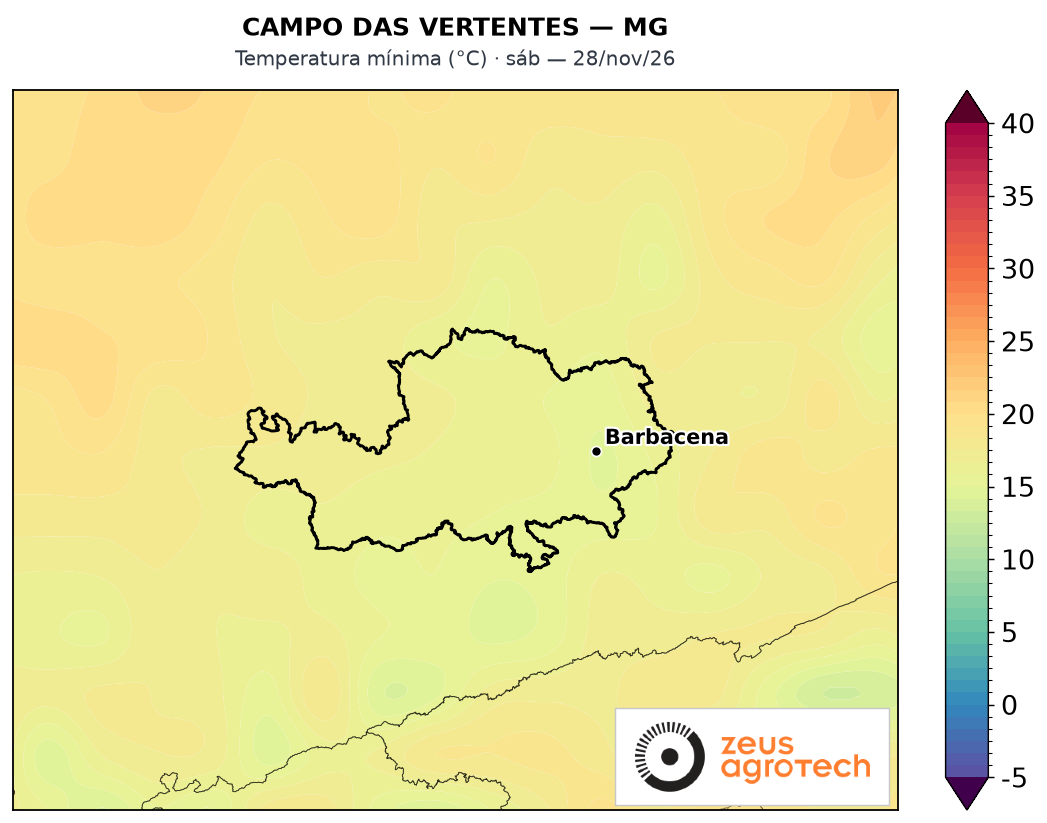 CAMPO DAS VERTENTES — MG
Temperatura mínima (°C) · sáb — 28/nov/26
40
35
30
25
20
15
10
5
0
-5
Barbacena
zeus
agrotech